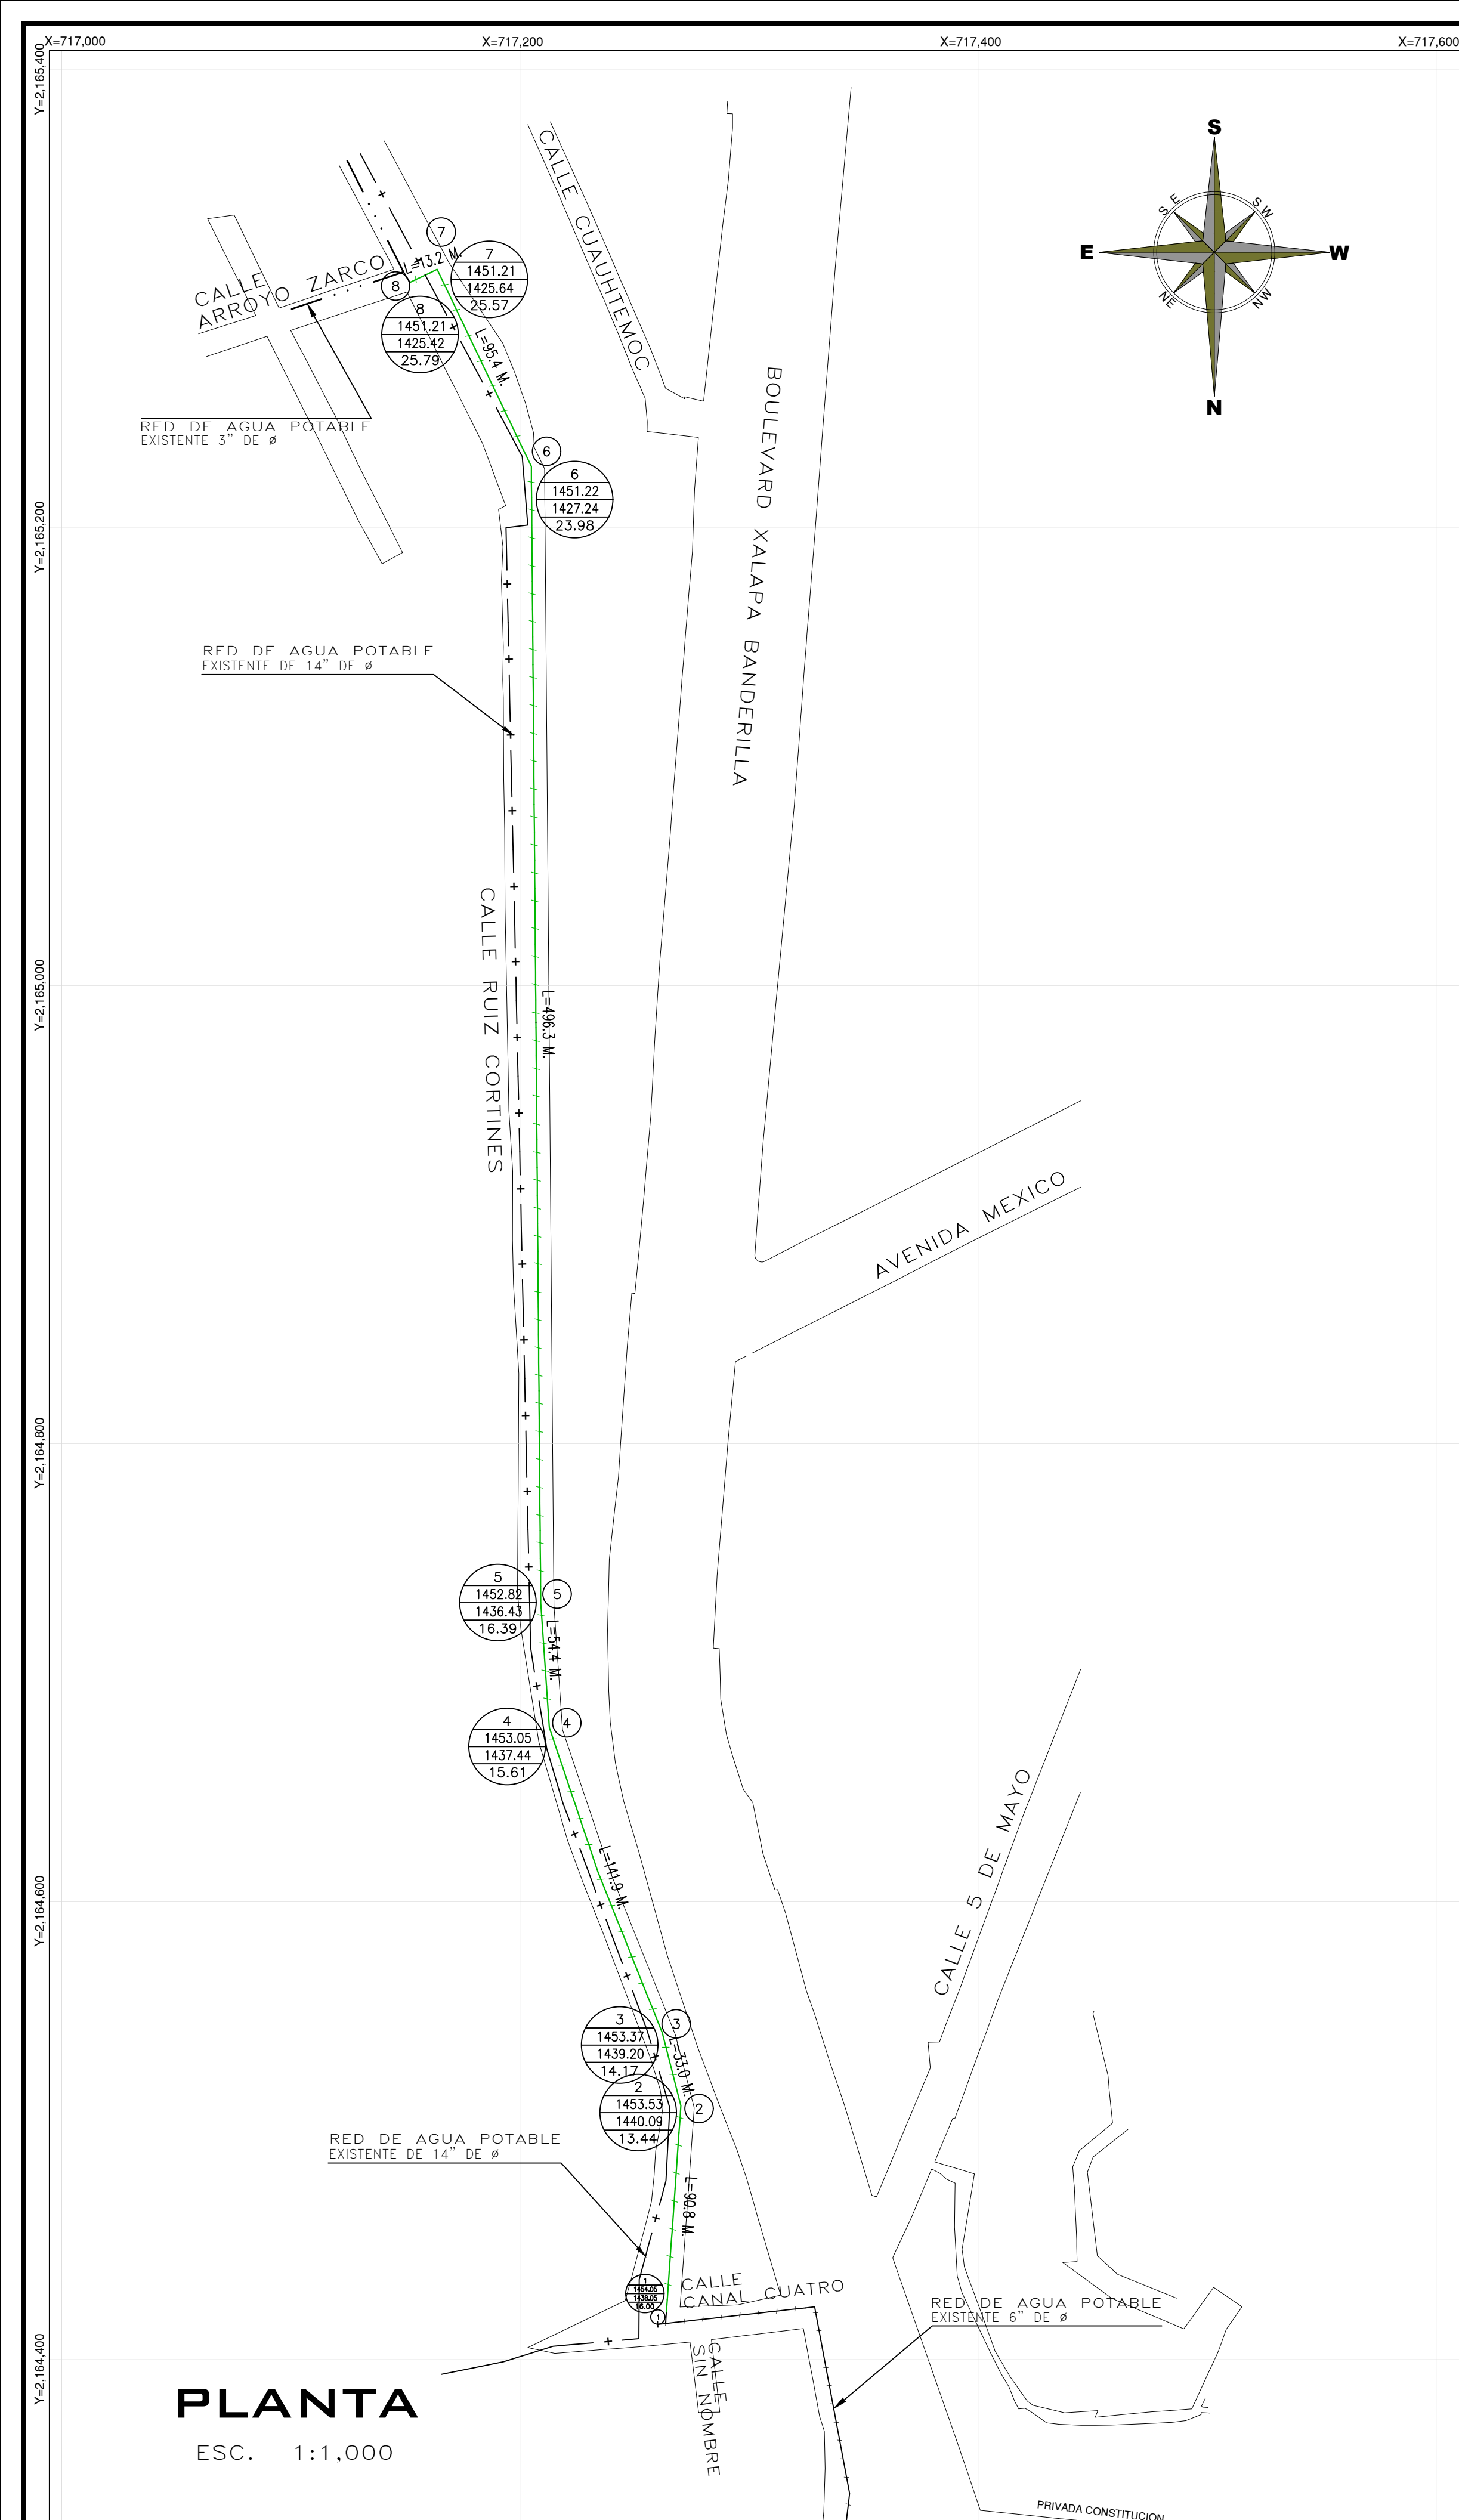 X=717,000
X=717,200
X=717,400
X=717,600
Y=2,165,400
S
S E
S W
E
W
NE
NW
N
CALLE CUAUHTEMOC
7
L=13.2 M.
7
1451.21
1425.64
25.57
CALLE
ARROYO ZARCO
8
8
1451.21
1425.42
25.79
L=95.4 M.
BOULEVARD XALAPA BANDERILLA
RED DE AGUA POTABLE
EXISTENTE 3" DE Ø
6
6
1451.22
1427.24
23.98
Y=2,165,200
RED DE AGUA POTABLE
EXISTENTE DE 14" DE Ø
CALLE RUIZ CORTINES
Y=2,165,000
L=496.3 M.
AVENIDA MEXICO
Y=2,164,800
5
1452.82
1436.43
16.39
5
L=54.4 M.
4
1453.05
1437.44
15.61
4
CALLE 5 DE MAYO
L=141.9 M.
Y=2,164,600
3
1453.37
1439.20
14.17
3
L=33.0 M.
2
1453.53
1440.09
13.44
2
RED DE AGUA POTABLE
EXISTENTE DE 14" DE Ø
L=90.8 M.
1
1454.05
1438.05
16.00
1
CALLE
CANAL CUATRO
RED DE AGUA POTABLE
EXISTENTE 6" DE Ø
CALLE
SIN NOMBRE
Y=2,164,400
PLANTA
ESC. 1:1,000
PRIVADA CONSTITUCION